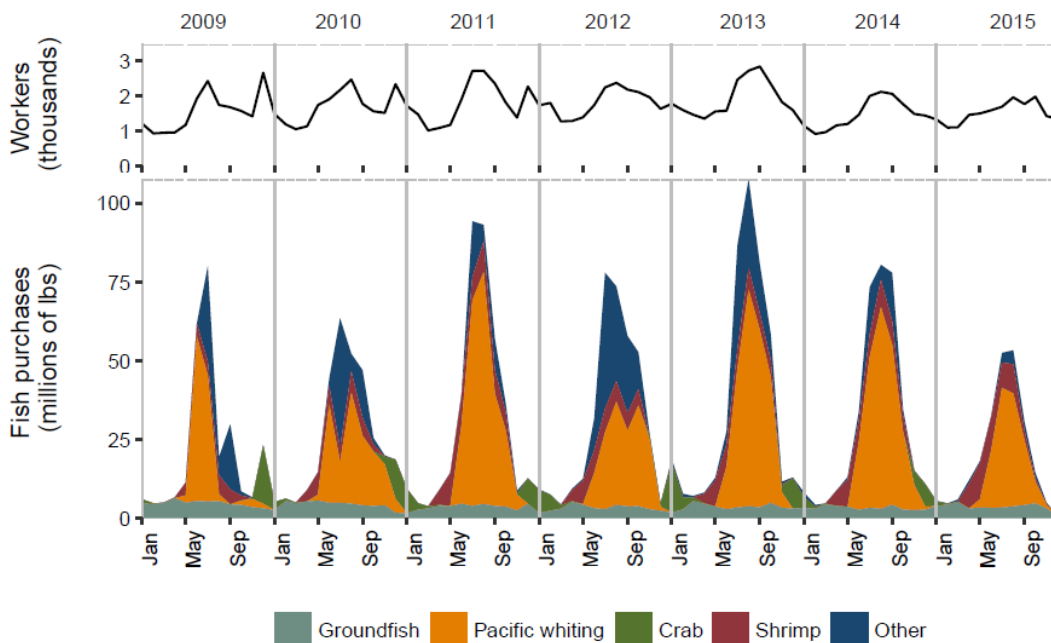 2009 2010 2011 2012 2013 2014 2015
Workers
(thousands)
3
2
1
0
Fish purchases
(millions of lbs)
100
75
50
25
0
Jan May Sep Jan May Sep Jan May Sep Jan May Sep Jan May Sep Jan May Sep Jan May Sep
Groundfish Pacific whiting Crab Shrimp Other